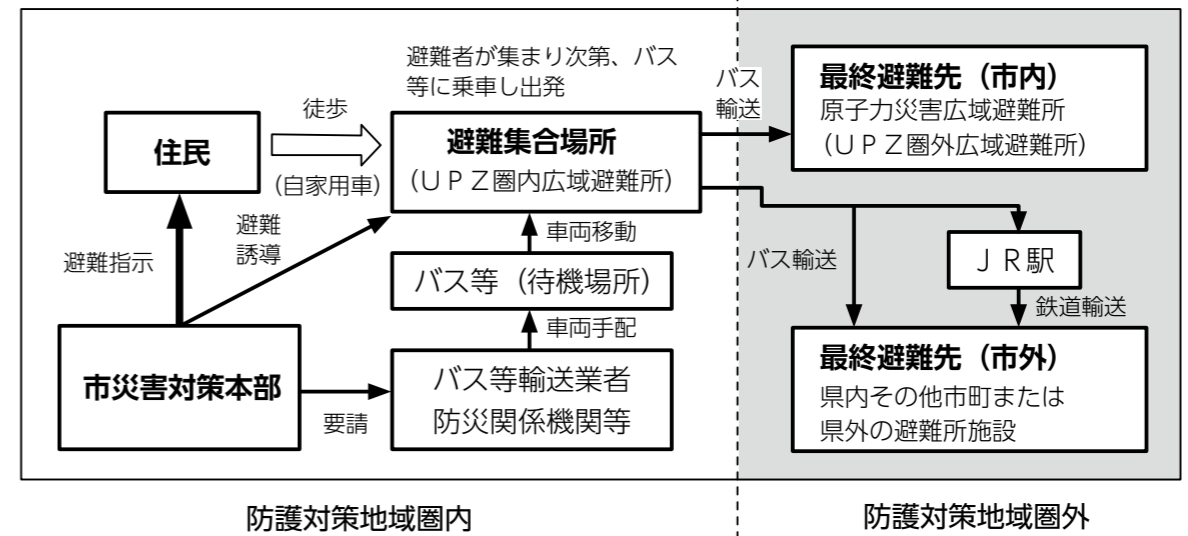 避難者が集まり次第、バス
等に乗車し出発
徒歩
住民
(自家用車)
避難集合場所
(ＵＰＺ圏内広域避難所)
バス
輸送
最終避難先（市内）
原子力災害広域避難所
(ＵＰＺ圏外広域避難所)
避難指示
避難
誘導
車両移動
バス等（待機場所）
車両手配
バス輸送
ＪＲ駅
鉄道輸送
市災害対策本部
要請
バス等輸送業者
防災関係機関等
最終避難先（市外）
県内その他市町または
県外の避難所施設
防護対策地域圏内
防護対策地域圏外